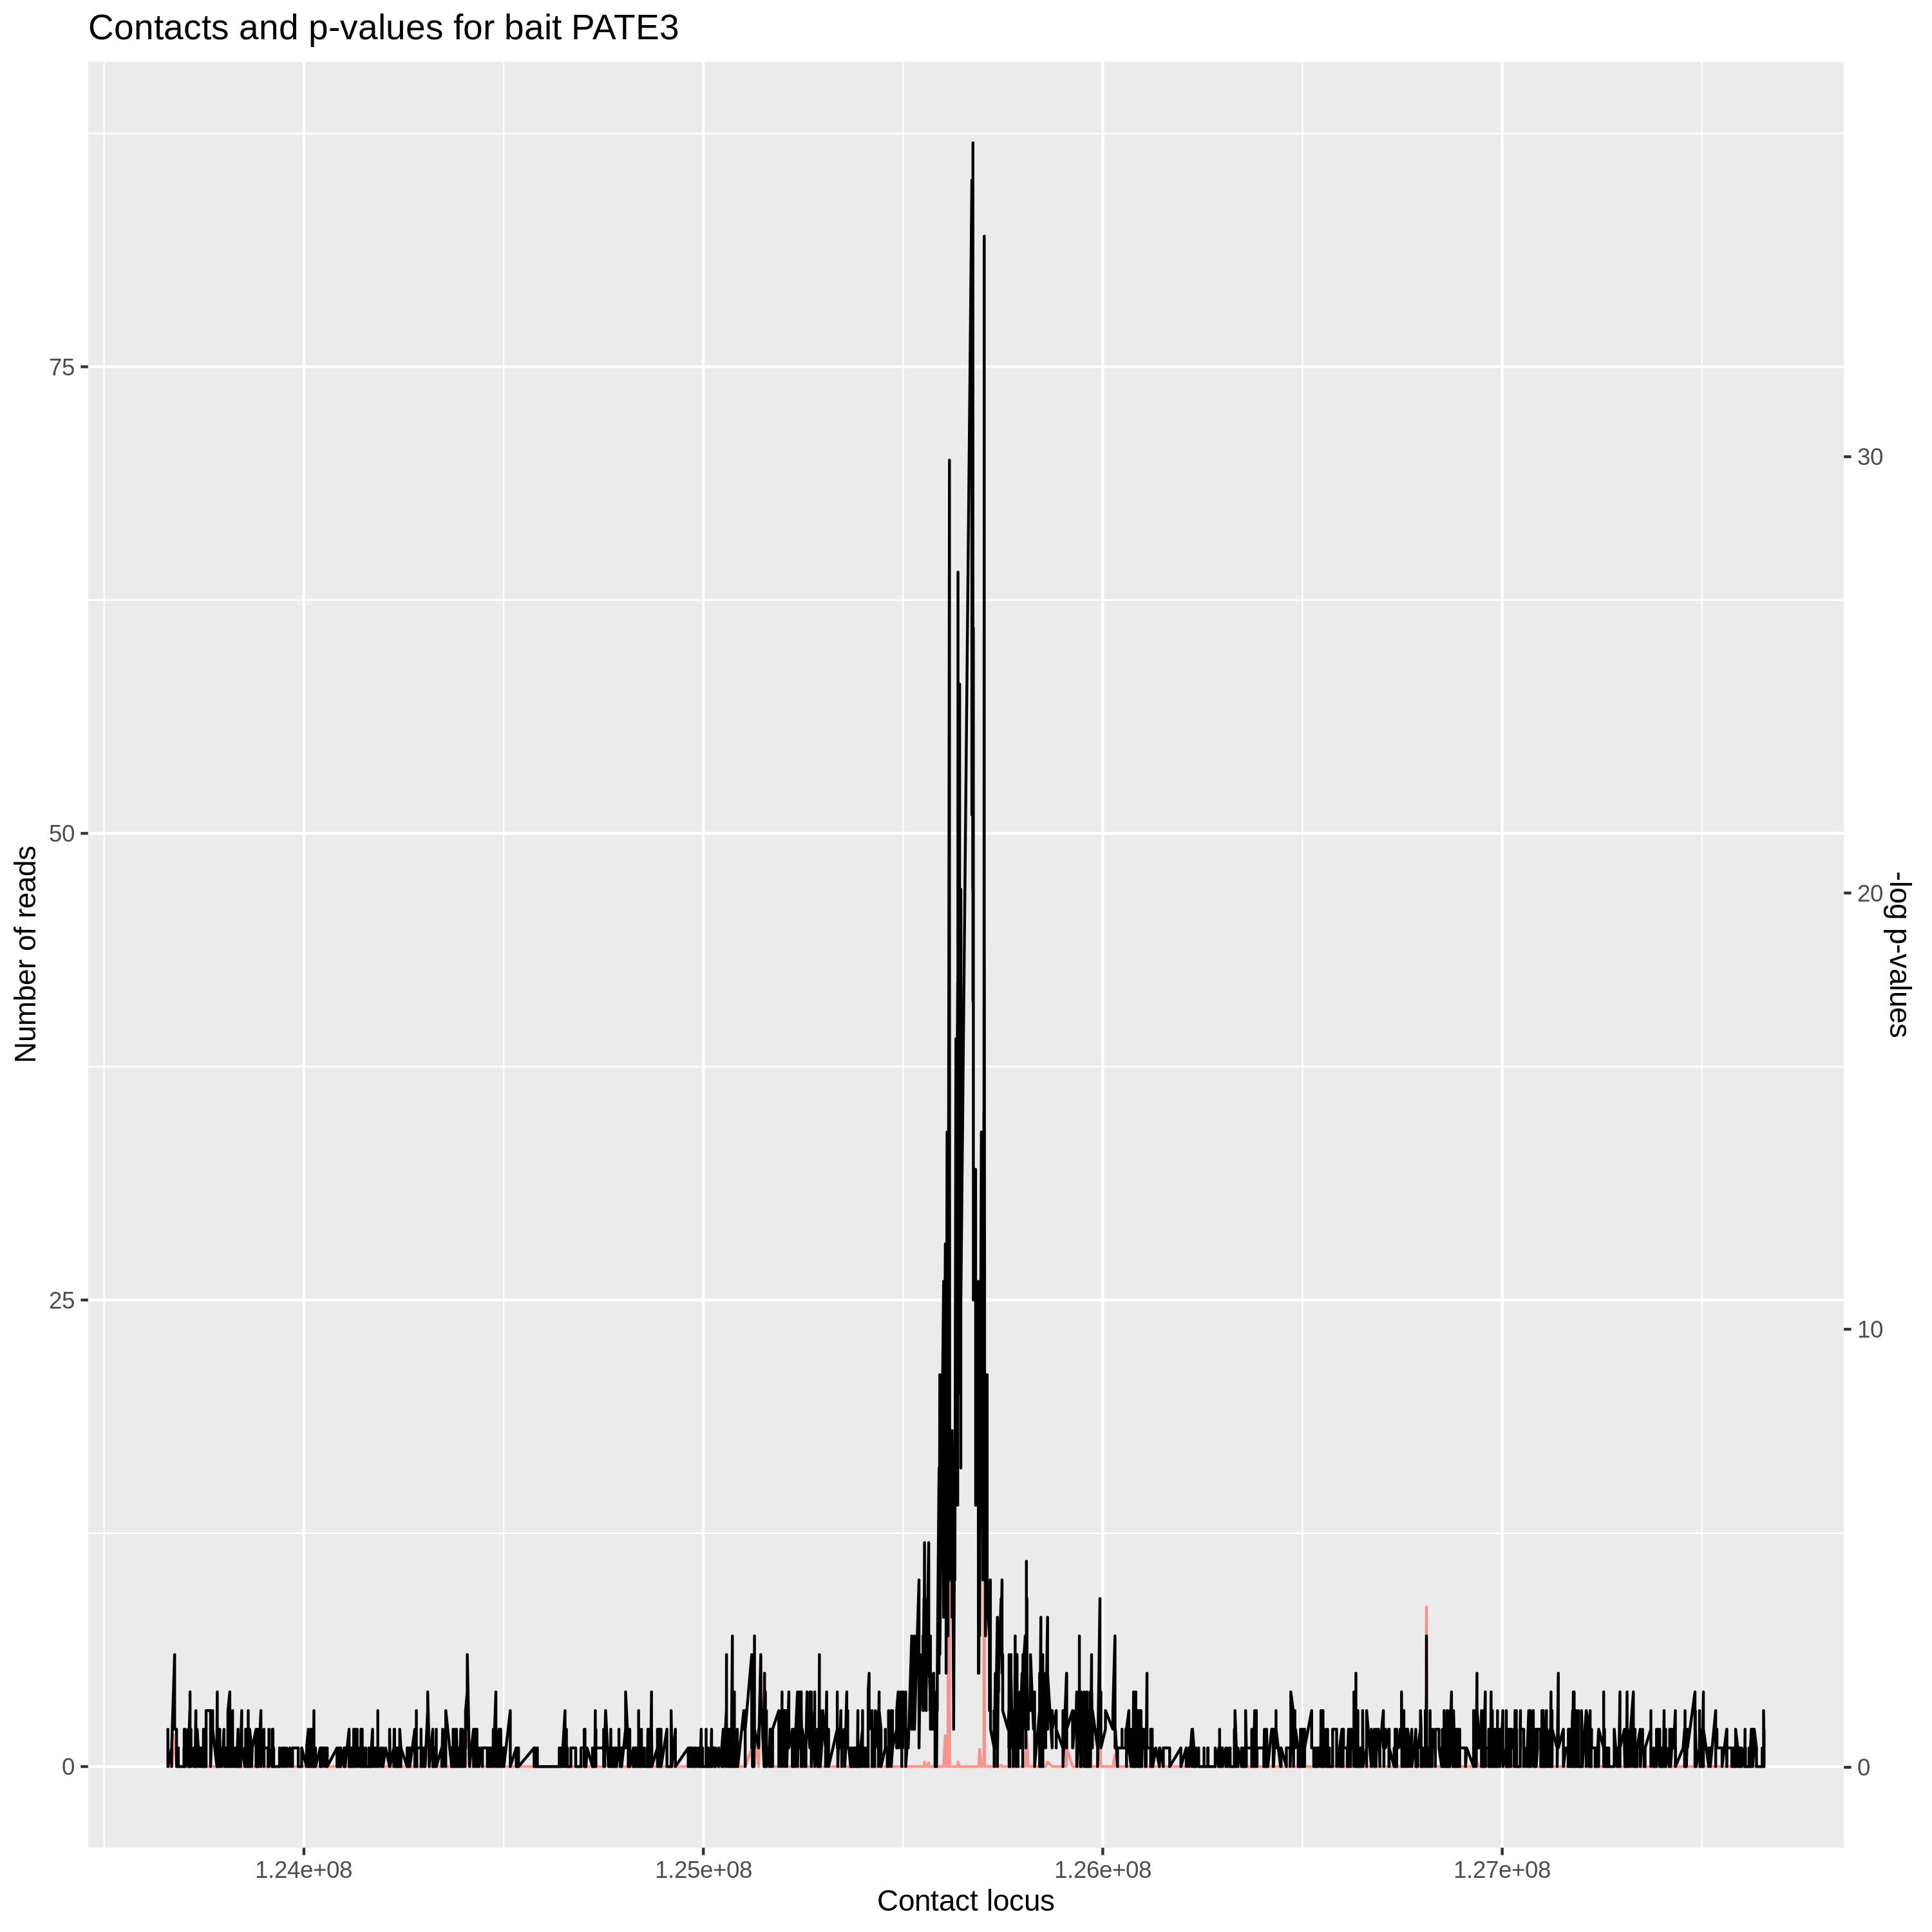 Contacts and p-values for bait PATE3
75
50
25
0
30
20
10
0
Number of reads
-log p-values
1.24e+08
1.25e+08
1.26e+08
1.27e+08
Contact locus